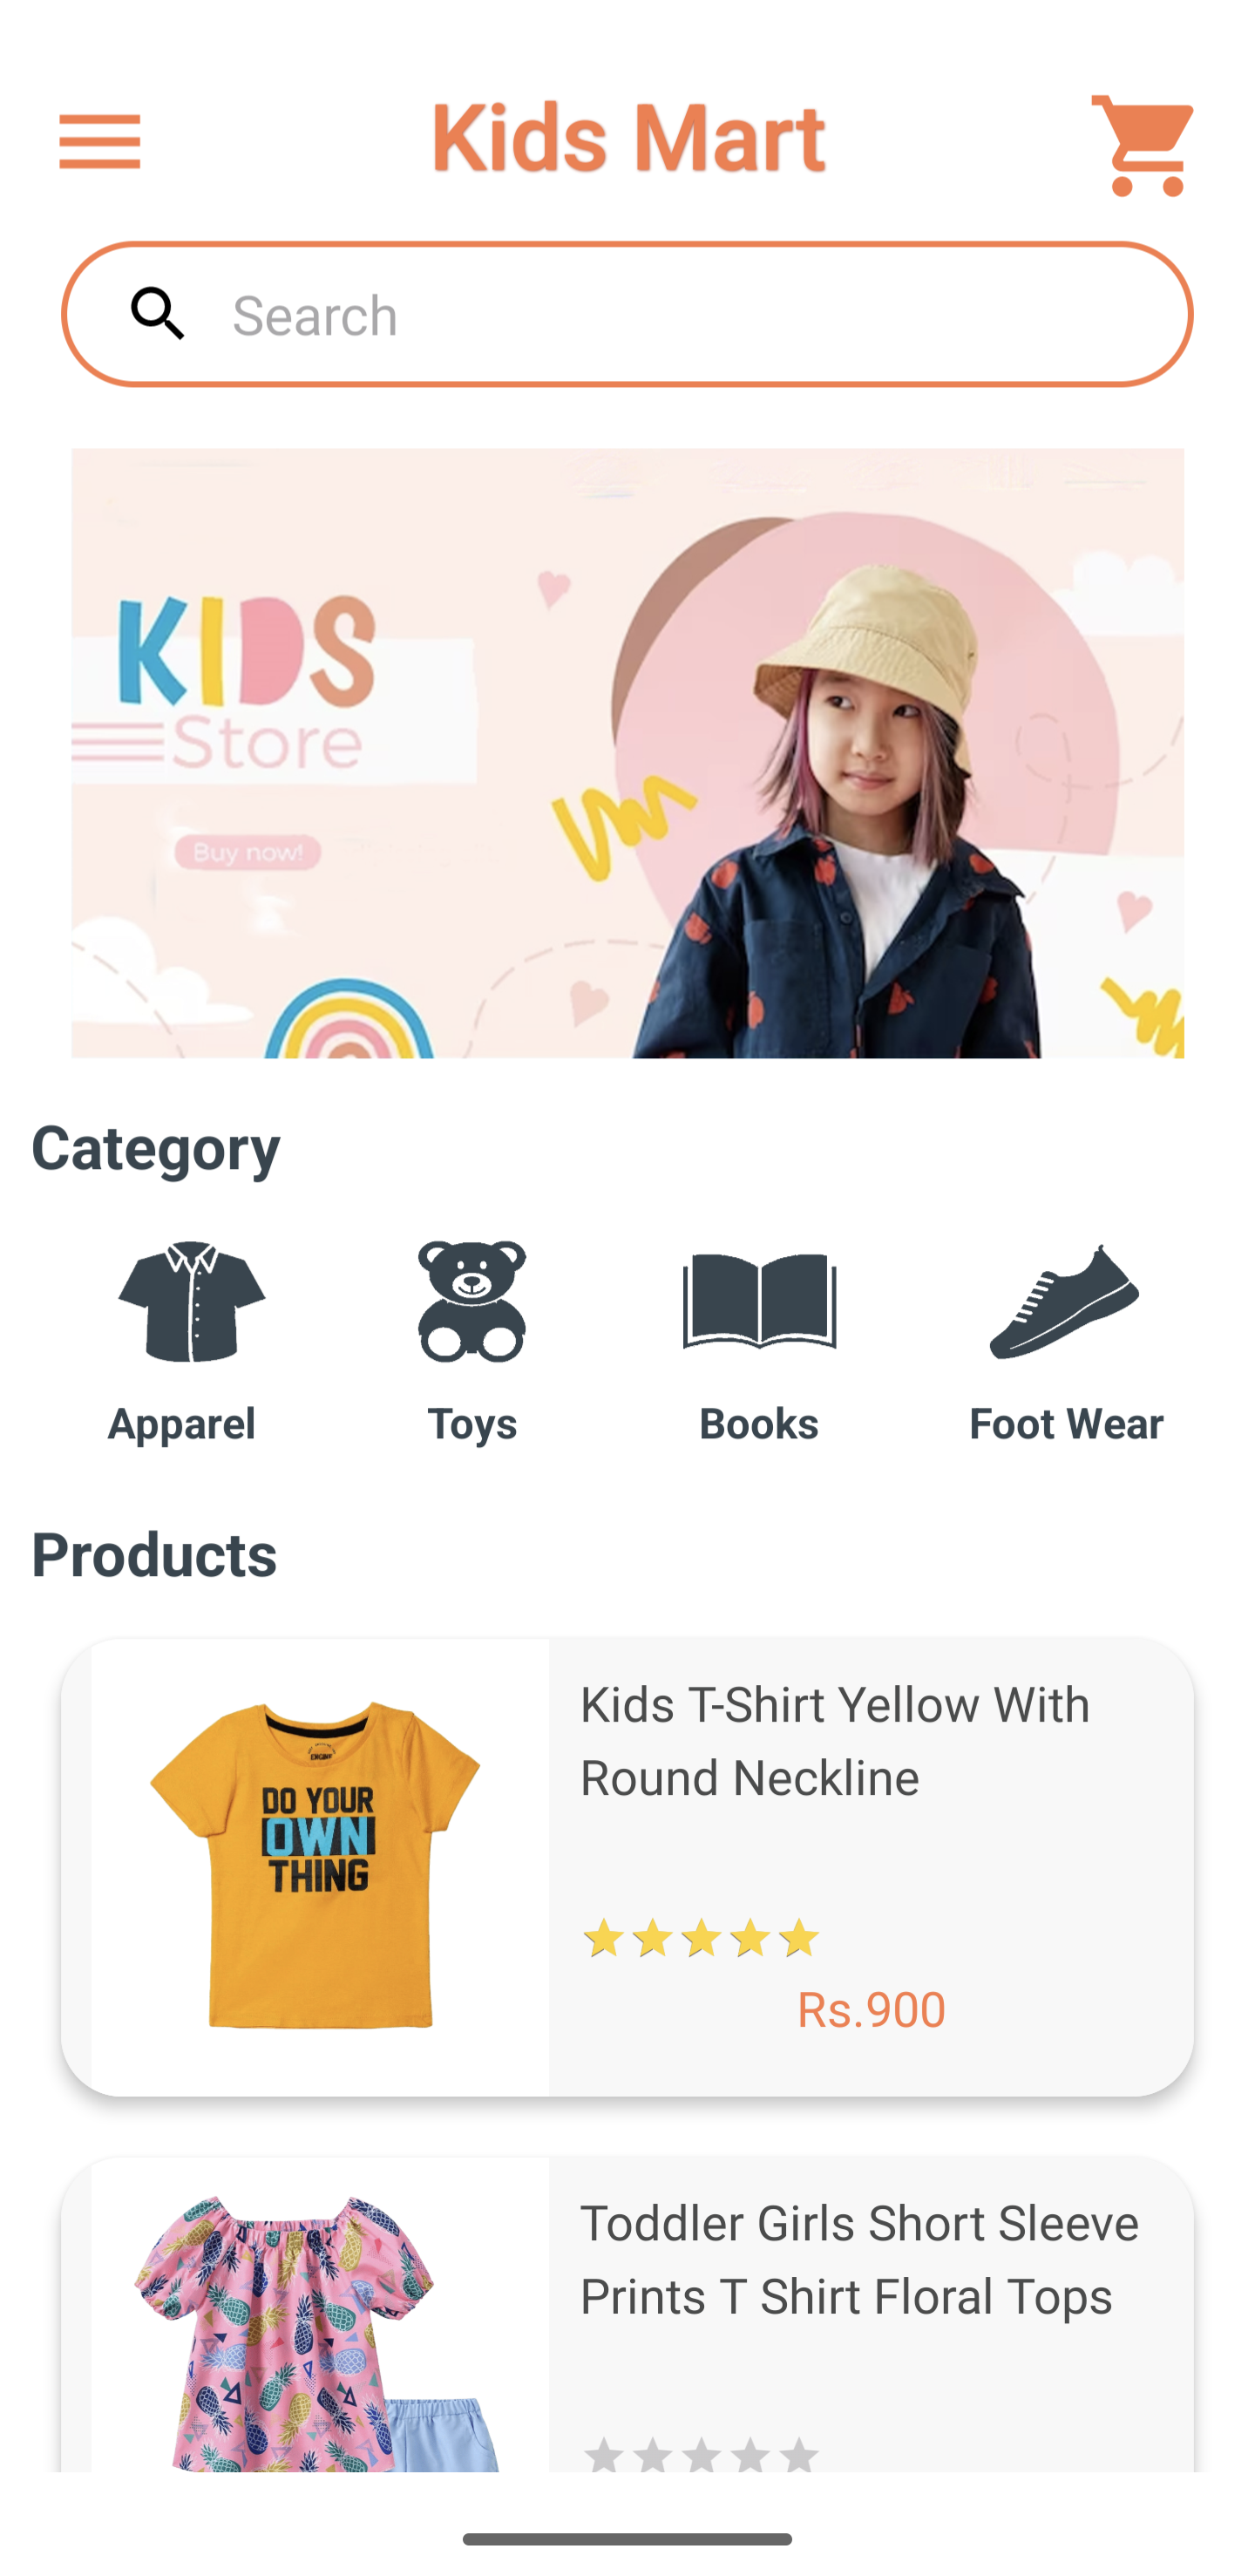 Kids Mart
Search
KIDS
Store
Buy now!
Category
Apparel
Toys
Books
Foot Wear
Products
Kids T-Shirt Yellow With
Round Neckline
ENGINE
DO YOUR
OWN
THING
Rs.900
Toddler Girls Short Sleeve
Prints T Shirt Floral Tops